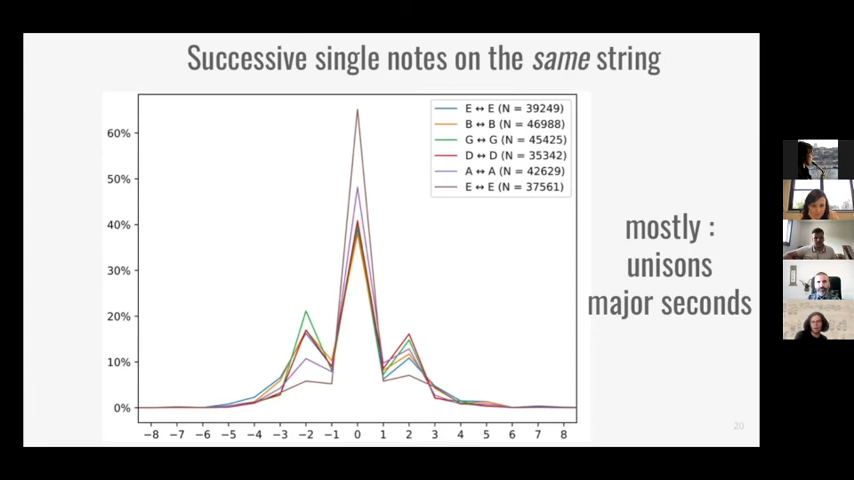 Successive single notes on the same string
E ↔ E (N = 39249)
B ↔ B (N = 46988)
G ↔ G (N = 45425)
D ↔ D (N = 35342)
A ↔ A (N = 42629)
E ↔ E (N = 37561)
60%
50%
40%
30%
20%
10%
0%
−8 −7 −6 −5 −4 −3 −2 −1 0 1 2 3 4 5 6 7 8
mostly :
unisons
major seconds
20